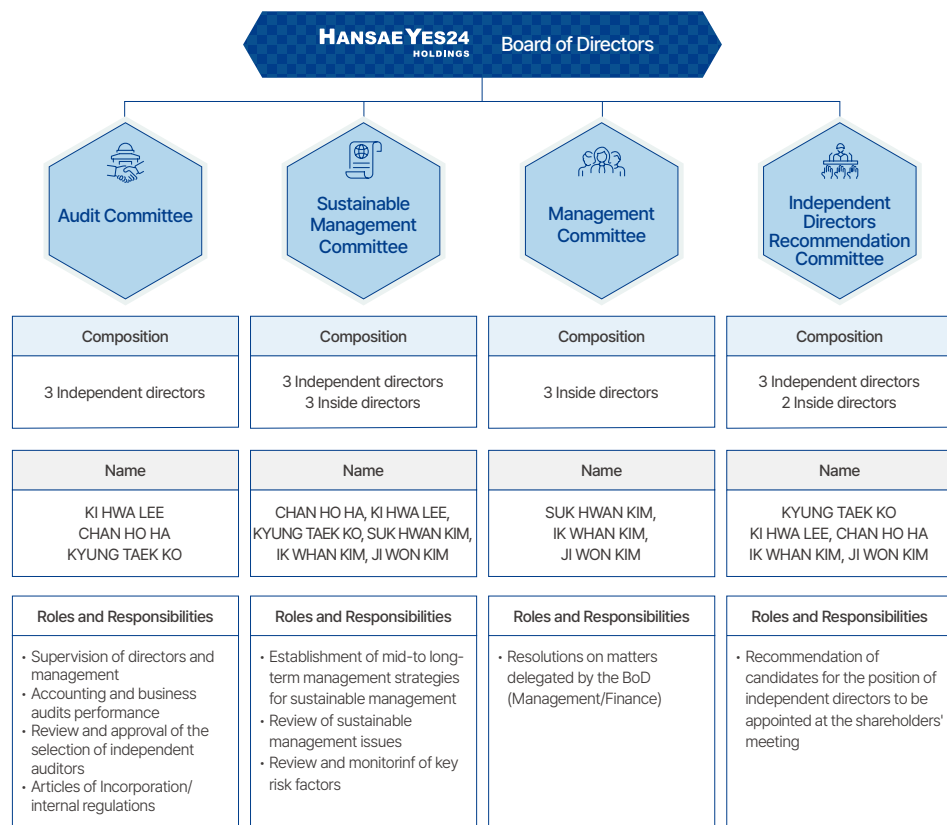 HANSAE YES24
HOLDINGS
Board of Directors
Audit Committee
Sustainable
Management
Committee
Management
Committee
Independent
Directors
Recommendation
Committee
Composition
3 Independent directors
Composition
3 Independent directors
3 Inside directors
Composition
3 Inside directors
Composition
3 Independent directors
2 Inside directors
Name
KI HWA LEE
CHAN HO HA
KYUNG TAEK KO
Name
CHAN HO HA, KI HWA LEE,
KYUNG TAEK KO, SUK HWAN KIM,
IK WHAN KIM, JI WON KIM
Name
SUK HWAN KIM,
IK WHAN KIM,
JI WON KIM
Name
KYUNG TAEK KO
KI HWA LEE, CHAN HO HA
IK WHAN KIM, JI WON KIM
Roles and Responsibilities
• Supervision of directors and
management
• Accounting and business
audits performance
• Review and approval of the
selection of independent
auditors
• Articles of Incorporation/
internal regulations
Roles and Responsibilities
• Establishment of mid-to long-
term management strategies
for sustainable management
• Review of sustainable
management issues
• Review and monitorinf of key
risk factors
Roles and Responsibilities
• Resolutions on matters
delegated by the BoD
(Management/Finance)
Roles and Responsibilities
• Recommendation of
candidates for the position of
independent directors to be
appointed at the shareholders'
meeting